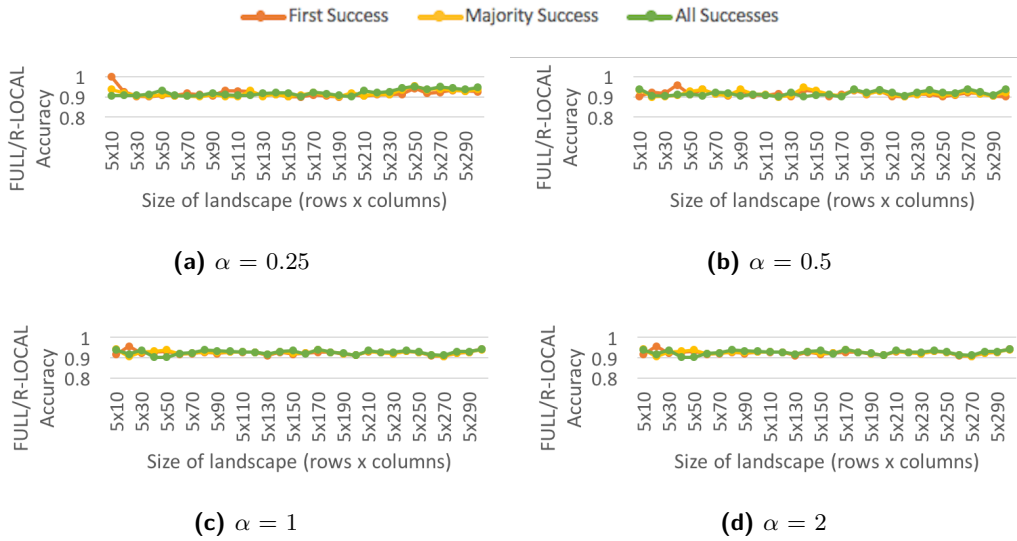 First Success Majority Success All Successes
FULL/R-LOCAL
Accuracy
1
0.9
0.8
5x10 5x30 5x50 5x70 5x90 5x110 5x130 5x150 5x170 5x190 5x210 5x230 5x250 5x270 5x290
Size of landscape (rows x columns)
(a) α = 0.25
FULL/R-LOCAL
Accuracy
1
0.9
0.8
5x10 5x30 5x50 5x70 5x90 5x110 5x130 5x150 5x170 5x190 5x210 5x230 5x250 5x270 5x290
Size of landscape (rows x columns)
(b) α = 0.5
FULL/R-LOCAL
Accuracy
1
0.9
0.8
5x10 5x30 5x50 5x70 5x90 5x110 5x130 5x150 5x170 5x190 5x210 5x230 5x250 5x270 5x290
Size of landscape (rows x columns)
(c) α = 1
FULL/R-LOCAL
Accuracy
1
0.9
0.8
5x10 5x30 5x50 5x70 5x90 5x110 5x130 5x150 5x170 5x190 5x210 5x230 5x250 5x270 5x290
Size of landscape (rows x columns)
(d) α = 2